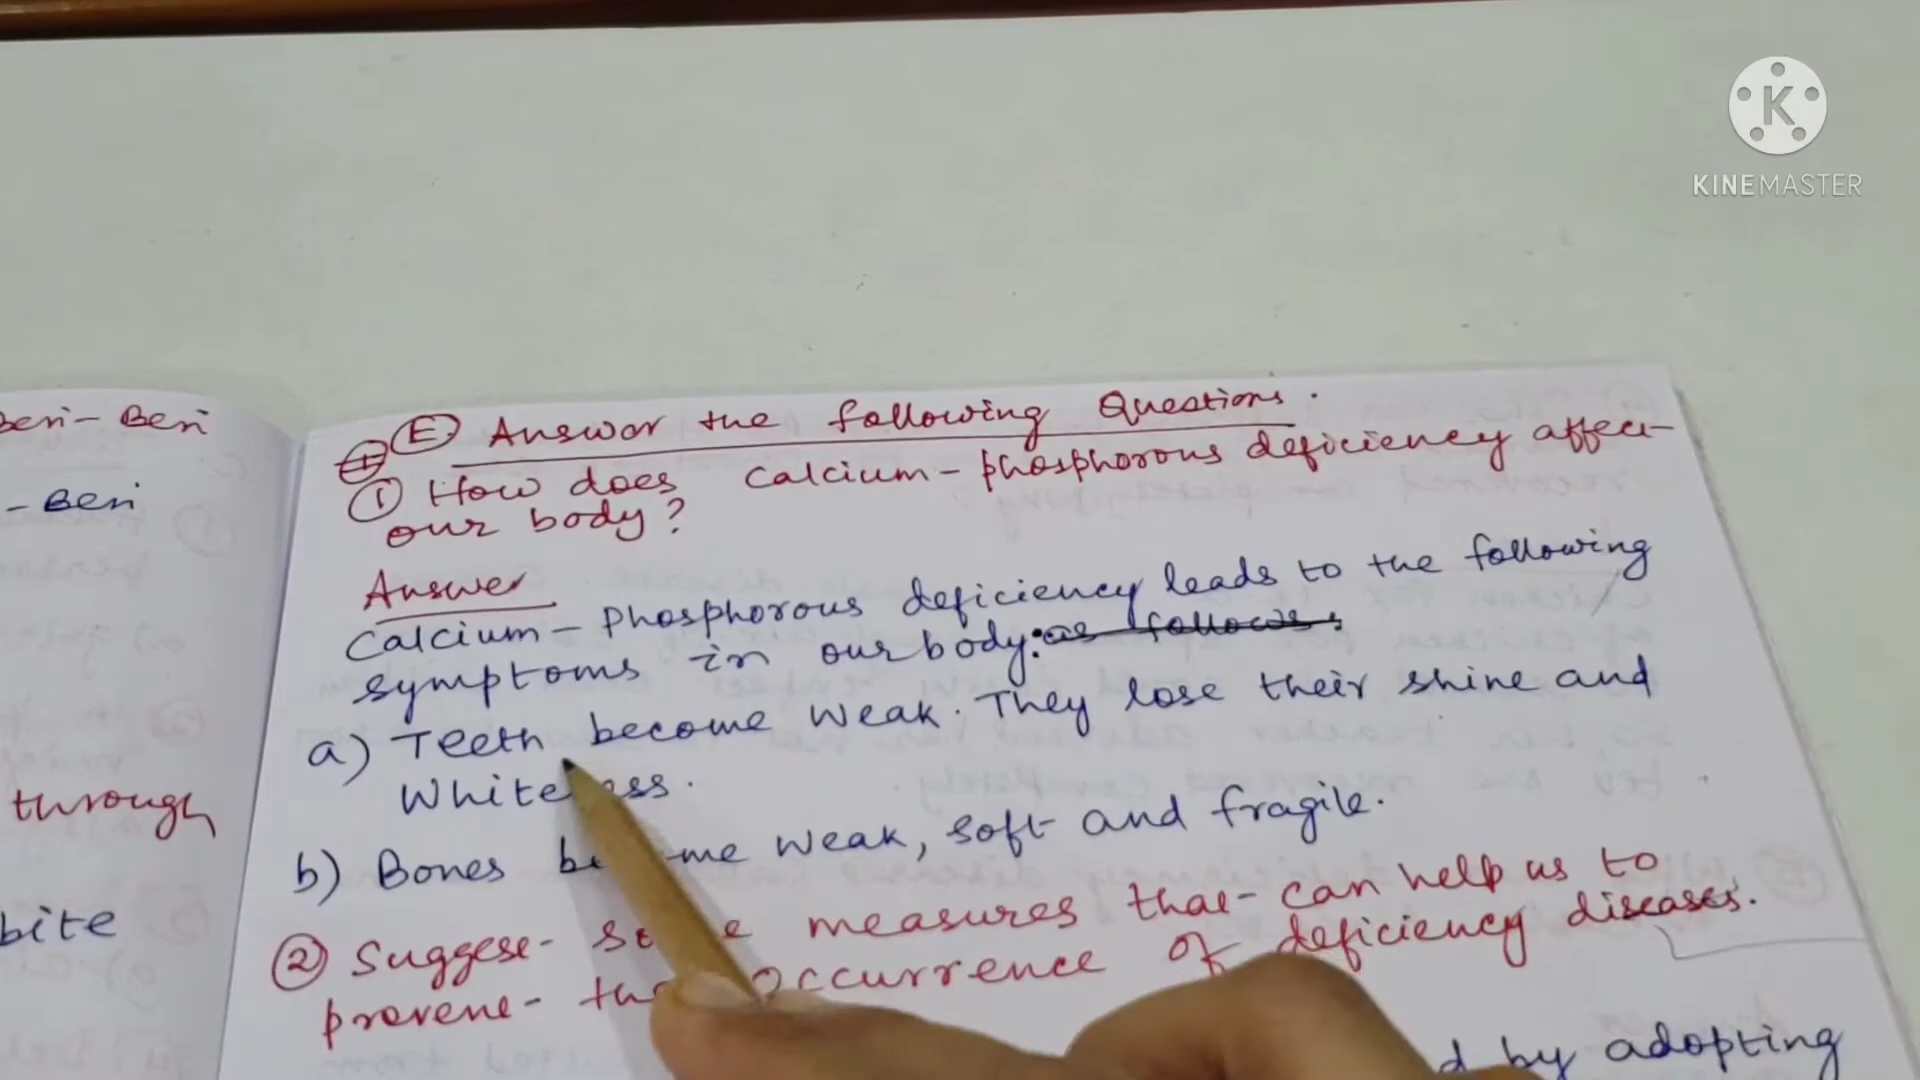 K
KINEMASTER
Beri-Beri
-Beri
through
bite
E Answer the following Questions.
① How does Calcium-phosphorous deficiency affect
our body?
Answer
Calcium-Phosphorous deficiency leads to the following
symptoms in our body: as follows:
a) Teeth become weak. They lose their shine and
Whiteness.
b) Bones become weak, soft and fragile.
② Suggest some measures that can help us to
prevent the occurrence of deficiency diseases.
by adopting